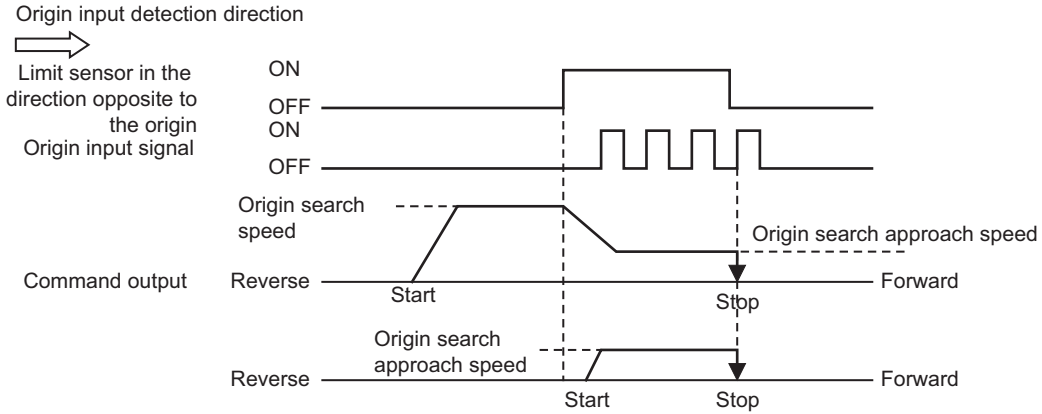 Origin input detection direction
Limit sensor in the
direction opposite to
the origin
ON
OFF
Origin input signal
ON
OFF
Origin search
speed
Origin search approach speed
Command output
Reverse
Forward
Start
Stop
Origin search
approach speed
Reverse
Forward
Start
Stop